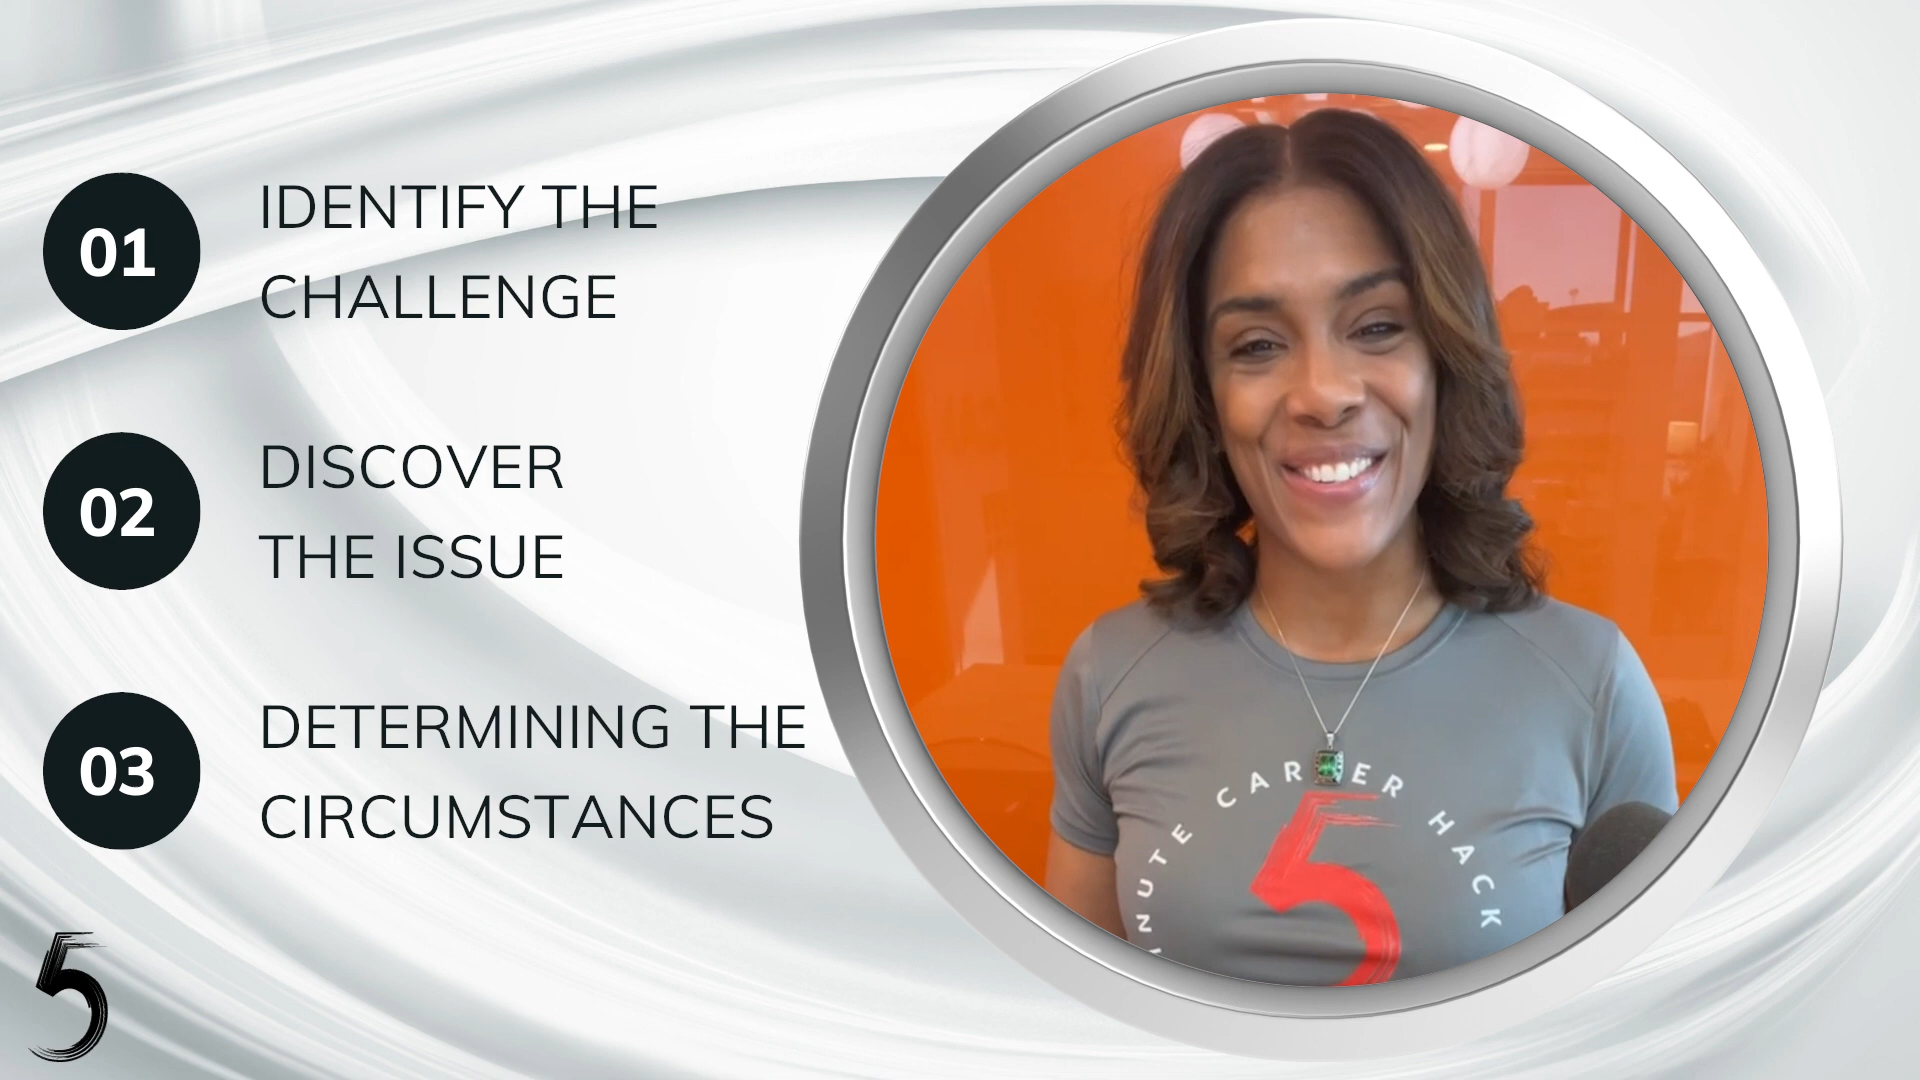 01
IDENTIFY THE
CHALLENGE
02
DISCOVER
THE ISSUE
03
DETERMINING THE
CIRCUMSTANCES
5
CAREER HACK
5